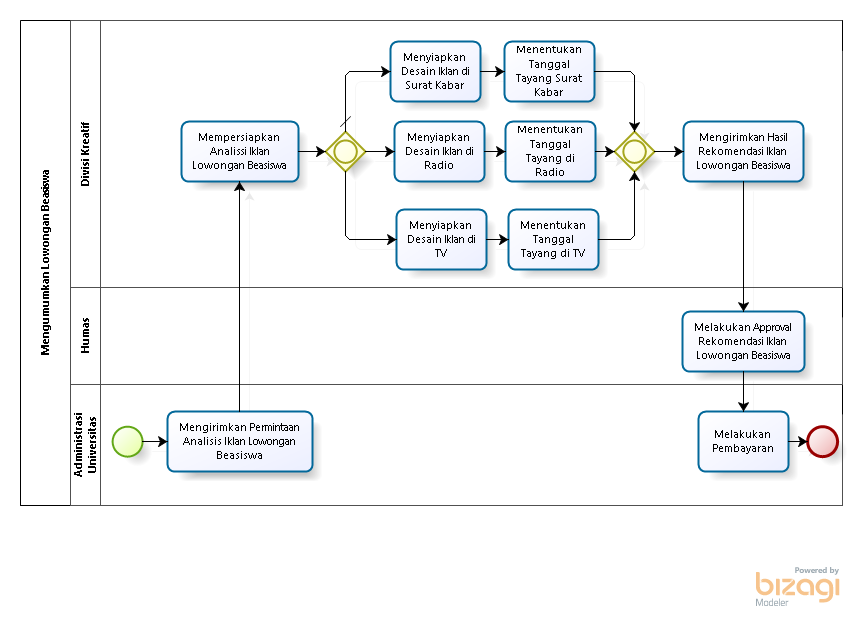 Mengumumkan Lowongan Beasiwa
Divisi Kreatif
Mempersiapkan
Analissi Iklan
Lowongan Beasiwa
Menyiapkan
Desain Iklan di
Surat Kabar
Menentukan
Tanggal
Tayang Surat
Kabar
Menyiapkan
Desain Iklan di
Radio
Menentukan
Tanggal
Tayang di
Radio
Menyiapkan
Desain Iklan di
TV
Menentukan
Tanggal
Tayang di TV
Mengirimkan Hasil
Rekomendasi Iklan
Lowongan Beasiswa
Humas
Melakukan Approval
Rekomendasi Iklan
Lowongan Beasiswa
Administrasi
Universitas
Mengirimkan Permintaan
Analisis Iklan Lowongan
Beasiswa
Melakukan
Pembayaran
Powered by
bizagi
Modeler